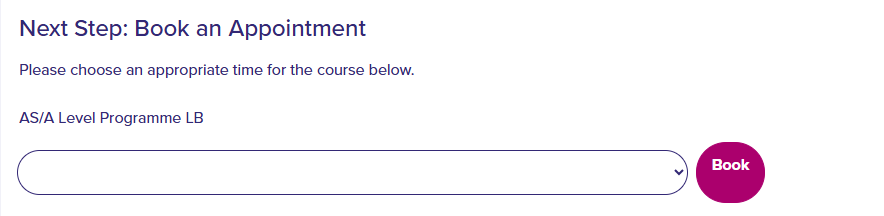 Next Step: Book an Appointment
Please choose an appropriate time for the course below.
AS/A Level Programme LB
Book